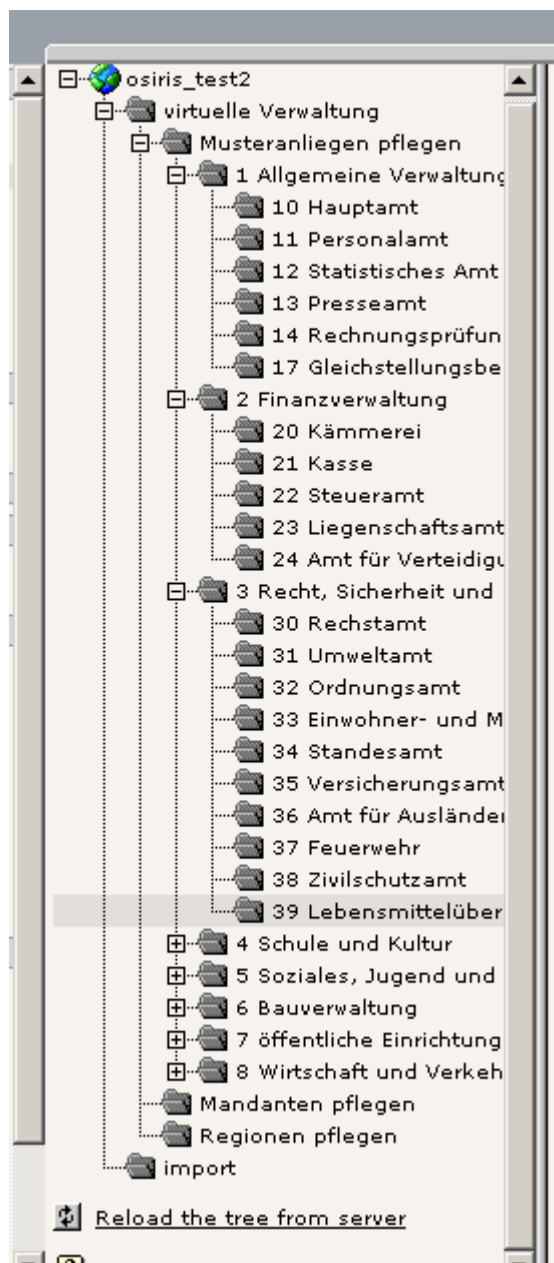 osiris_test2
virtuelle Verwaltung
Musteranliegen pflegen
1 Allgemeine Verwaltung
10 Hauptamt
11 Personalamt
12 Statistisches Amt
13 Presseamt
14 Rechnungsprüfun
17 Gleichstellungsbe
2 Finanzverwaltung
20 Kämmerei
21 Kasse
22 Steueramt
23 Liegenschaftsamt
24 Amt für Verteidigu
3 Recht, Sicherheit und
30 Rechstamt
31 Umweltamt
32 Ordnungsamt
33 Einwohner- und M
34 Standesamt
35 Versicherungsamt
36 Amt für Ausländer
37 Feuerwehr
38 Zivilschutzamt
39 Lebensmittelüber
4 Schule und Kultur
5 Soziales, Jugend und
6 Bauverwaltung
7 öffentliche Einrichtung
8 Wirtschaft und Verkeh
Mandanten pflegen
Regionen pflegen
import
Reload the tree from server